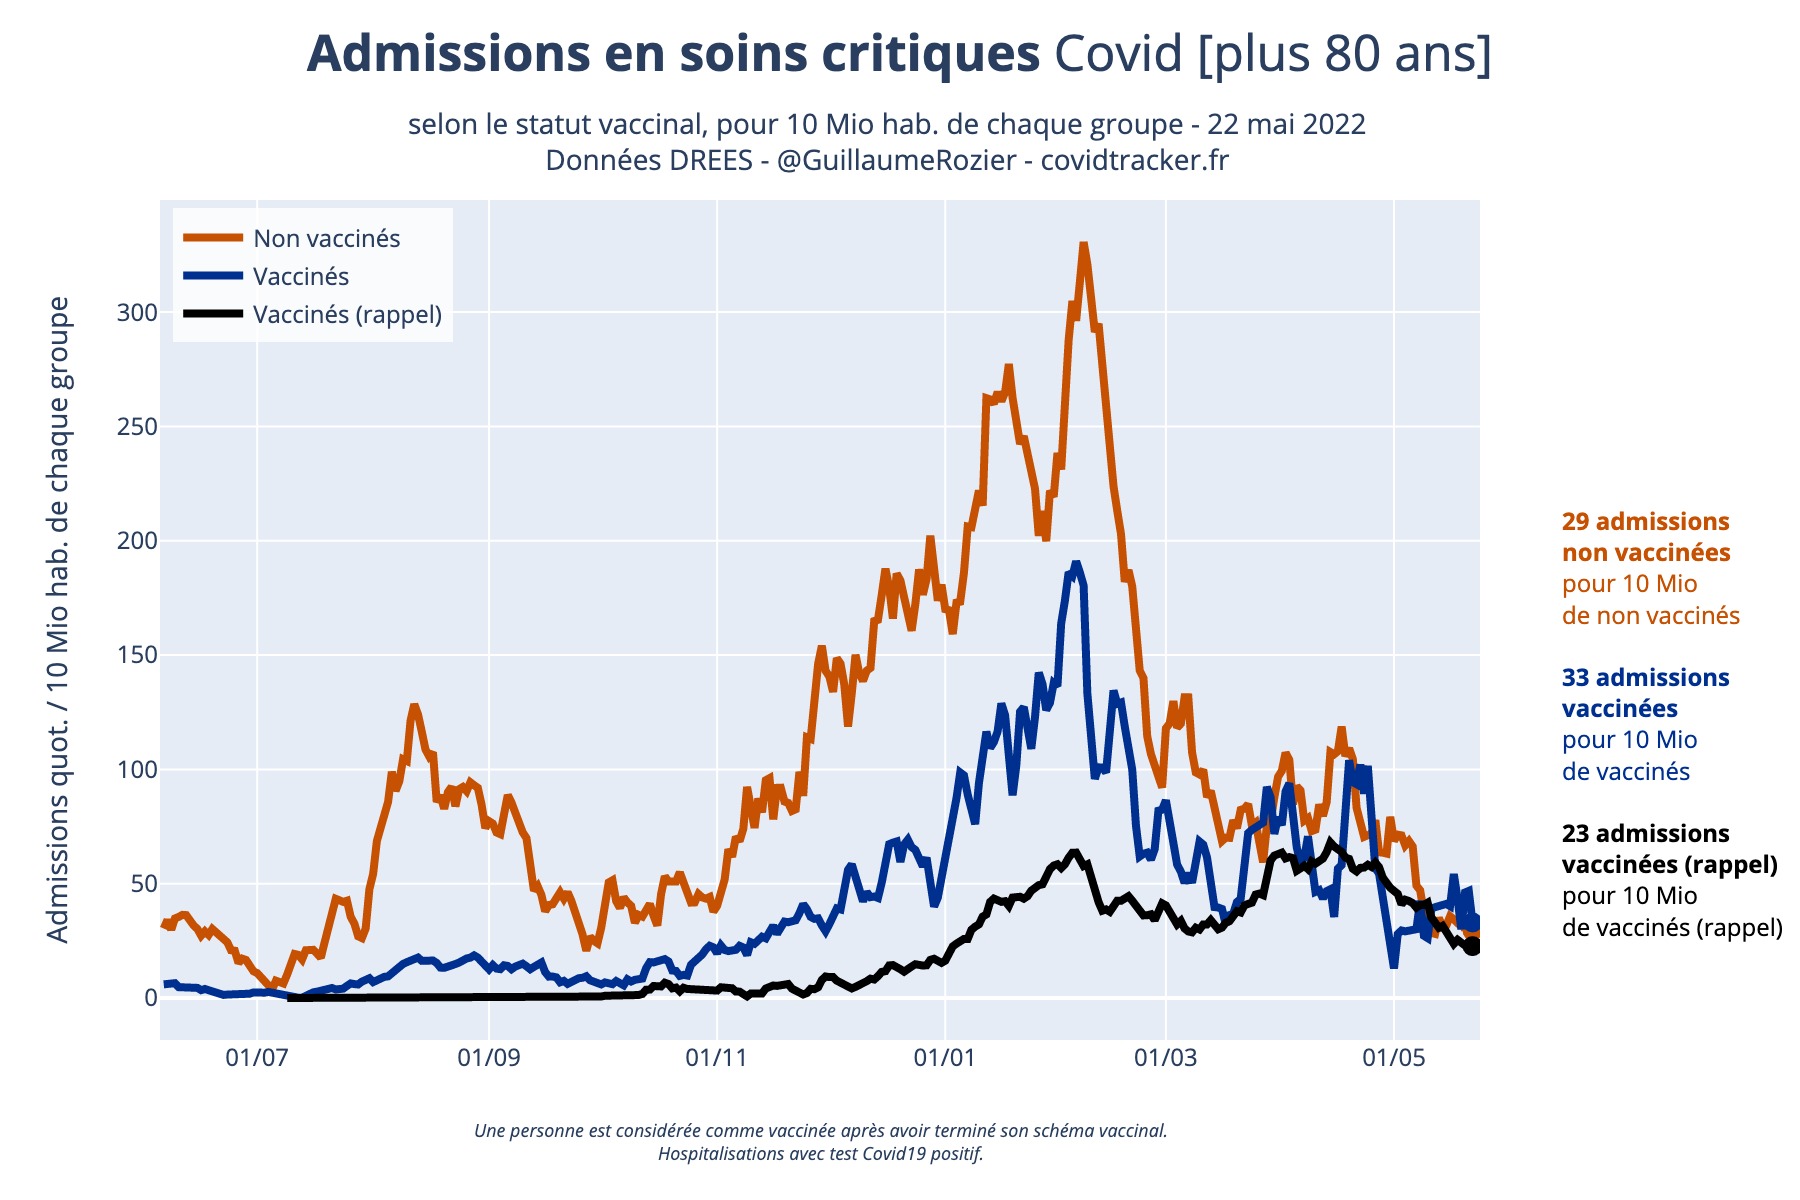 Admissions en soins critiques Covid [plus 80 ans]
selon le statut vaccinal, pour 10 Mio hab. de chaque groupe - 22 mai 2022
Données DREES - @GuillaumeRozier - covidtracker.fr
Non vaccinés
Vaccinés
Vaccinés (rappel)
Admissions quot. / 10 Mio hab. de chaque groupe
300
250
200
150
100
50
0
01/07
01/09
01/11
01/01
01/03
01/05
29 admissions
non vaccinées
pour 10 Mio
de non vaccinés
33 admissions
vaccinées
pour 10 Mio
de vaccinés
23 admissions
vaccinées (rappel)
pour 10 Mio
de vaccinés (rappel)
Une personne est considérée comme vaccinée après avoir terminé son schéma vaccinal.
Hospitalisations avec test Covid19 positif.